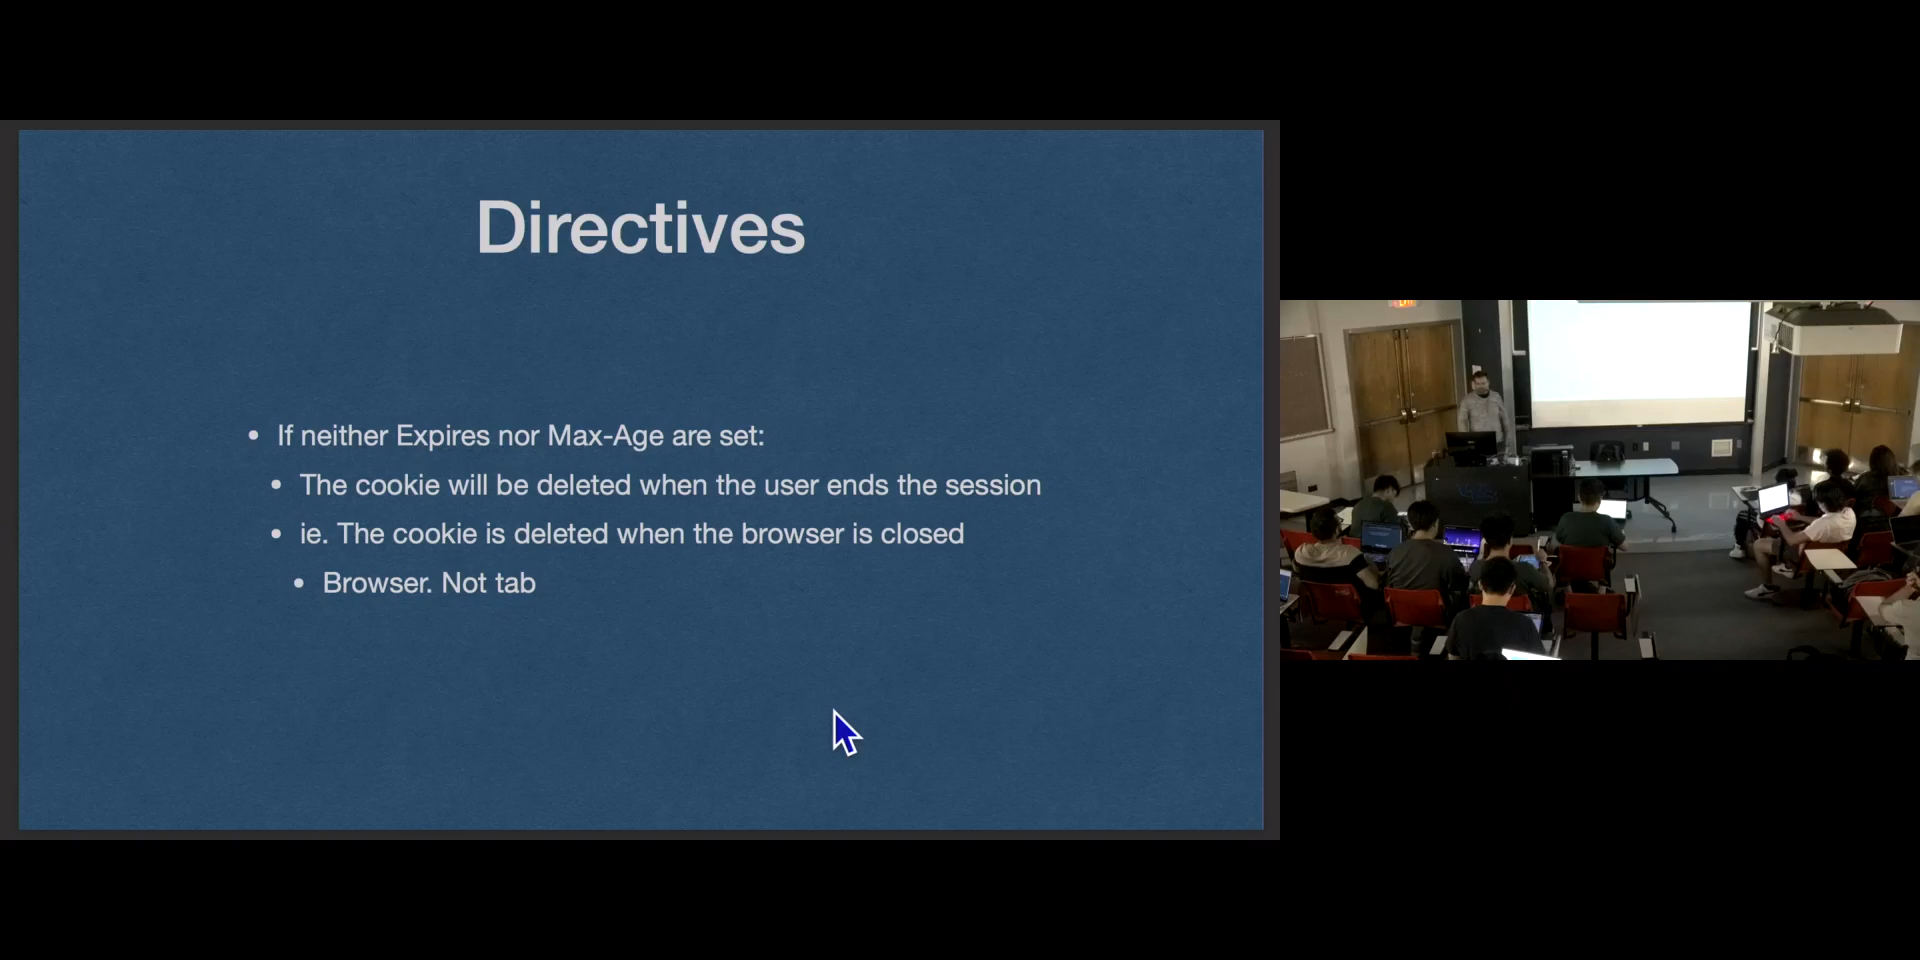 Directives
• If neither Expires nor Max-Age are set:
• The cookie will be deleted when the user ends the session
• ie. The cookie is deleted when the browser is closed
• Browser. Not tab